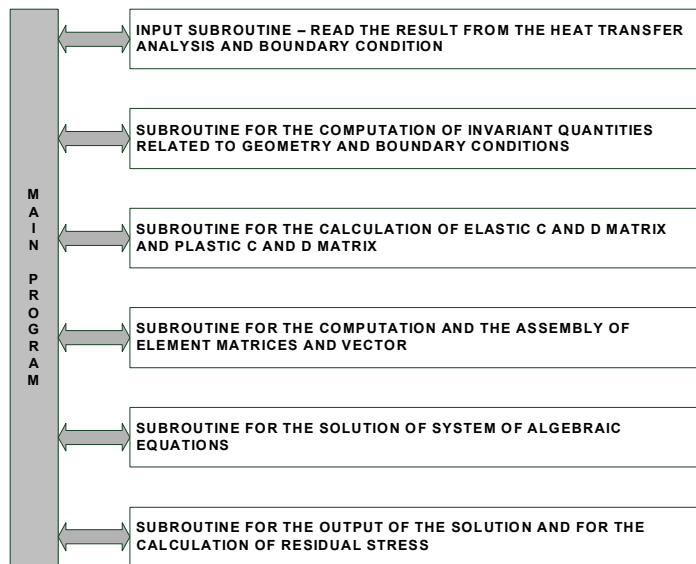 INPUT SUBROUTINE – READ THE RESULT FROM THE HEAT TRANSFER
ANALYSIS AND BOUNDARY CONDITION
SUBROUTINE FOR THE COMPUTATION OF INVARIANT QUANTITIES
RELATED TO GEOMETRY AND BOUNDARY CONDITIONS
MAIN PROGRAM
SUBROUTINE FOR THE CALCULATION OF ELASTIC C AND D MATRIX
AND PLASTIC C AND D MATRIX
SUBROUTINE FOR THE COMPUTATION AND THE ASSEMBLY OF
ELEMENT MATRICES AND VECTOR
SUBROUTINE FOR THE SOLUTION OF SYSTEM OF ALGEBRAIC
EQUATIONS
SUBROUTINE FOR THE OUTPUT OF THE SOLUTION AND FOR THE
CALCULATION OF RESIDUAL STRESS